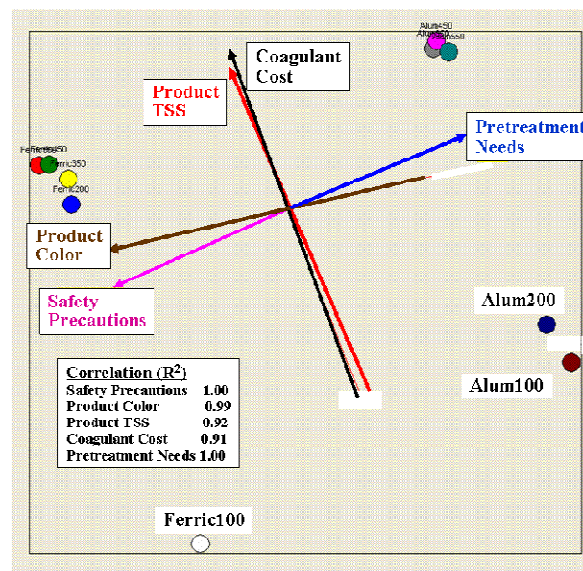 Alum450
Coagulant
Cost
Product
TSS
Pretreatment
Needs
Ferric350
Ferric200
Product
Color
Safety
Precautions
Alum200
Alum100
Correlation (R²)
Safety Precautions 1.00
Product Color 0.99
Product TSS 0.92
Coagulant Cost 0.91
Pretreatment Needs 1.00
Ferric100